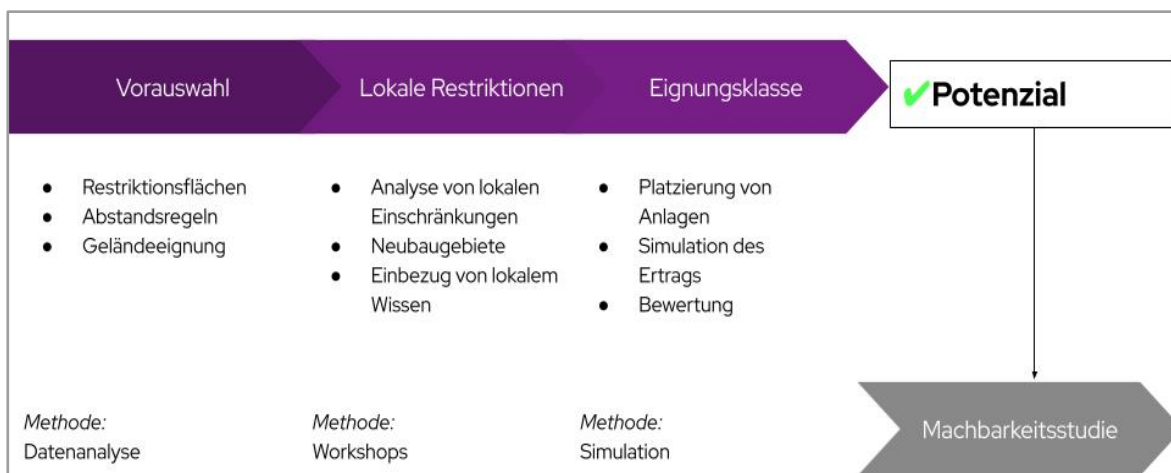 Vorauswahl
Lokale Restriktionen
Eignungsklasse
✔Potenzial
● Restriktionsflächen
● Abstandsregeln
● Geländeeignung
● Analyse von lokalen
Einschränkungen
● Neubaugebiete
● Einbezug von lokalem
Wissen
● Platzierung von
Anlagen
● Simulation des
Ertrags
● Bewertung
Methode:
Datenanalyse
Methode:
Workshops
Methode:
Simulation
Machbarkeitsstudie